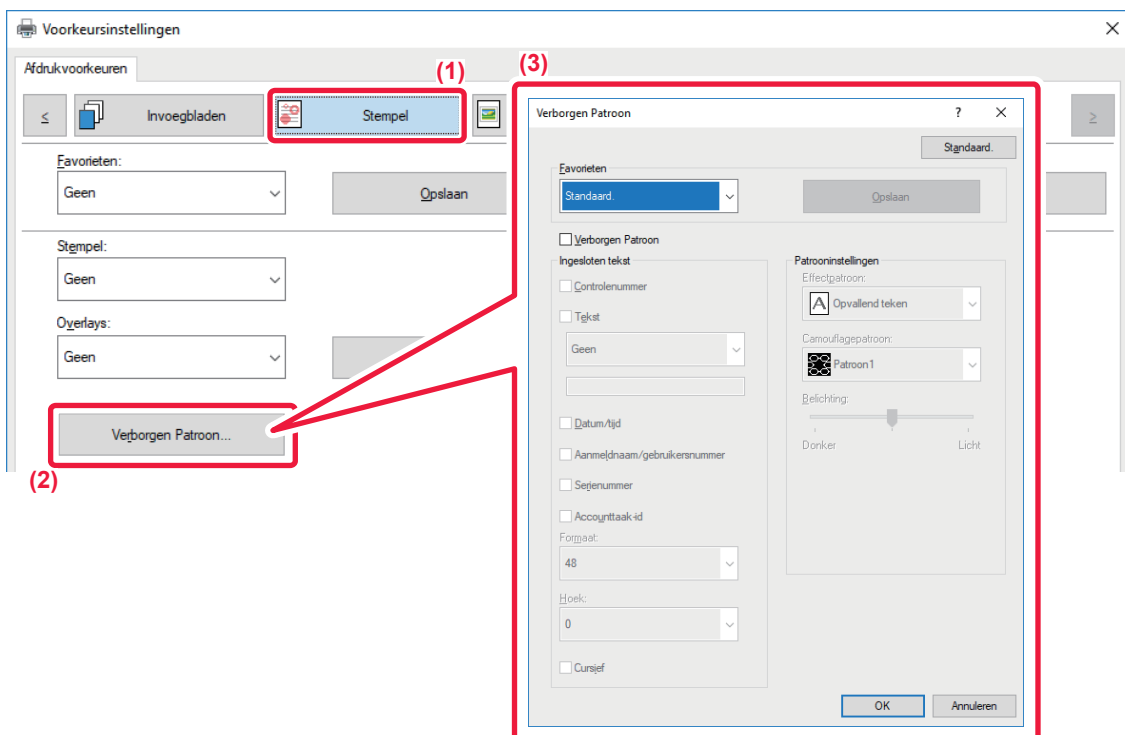 Voorkeursinstellingen
Afdrukvoorkeuren
(1)
(3)
<
Invoegbladen
Stempel
>
Favorieten:
Geen
Opslaan
Stempel:
Geen
Overlays:
Geen
Verborgen Patroon...
(2)
Verborgen Patroon
?
Standaard.
Favorieten
Standaard.
Opslaan
Verborgen Patroon
Ingesloten tekst
Controlenummer
Tekst
Geen
Datum/tijd
Aanmeldnaam/gebruikersnummer
Serienummer
Accounttaak-id
Formaat:
48
Hoek:
0
Cursief
Patrooninstellingen
Effectpatroon:
A
Opvallend teken
Camouflagepatroon:
Patroon1
Belichting:
Donker
Licht
OK
Annuleren